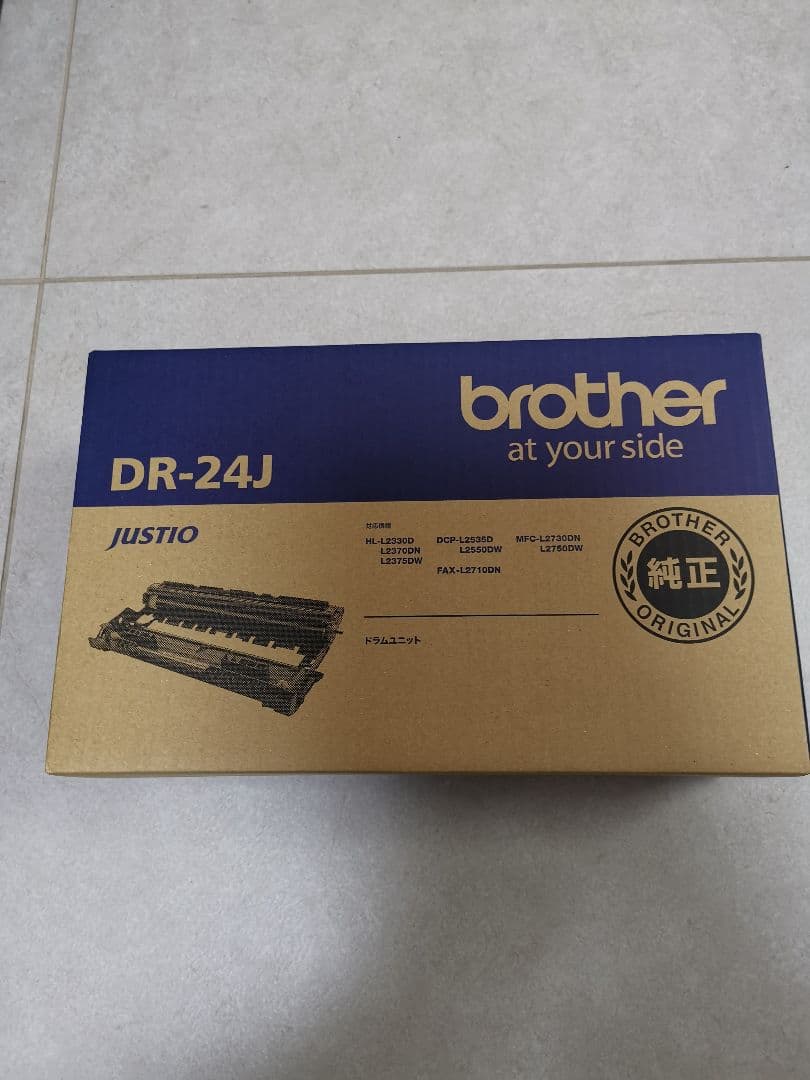 brother
at your side
DR-24J
JUSTIO
対応機種
HL-L2330D DCP-L2535D MFC-L2730DN
L2370DN L2550DW L2750DW
L2375DW
FAX-L2710DN
ドラムユニット
BROTHER
純正
ORIGINAL